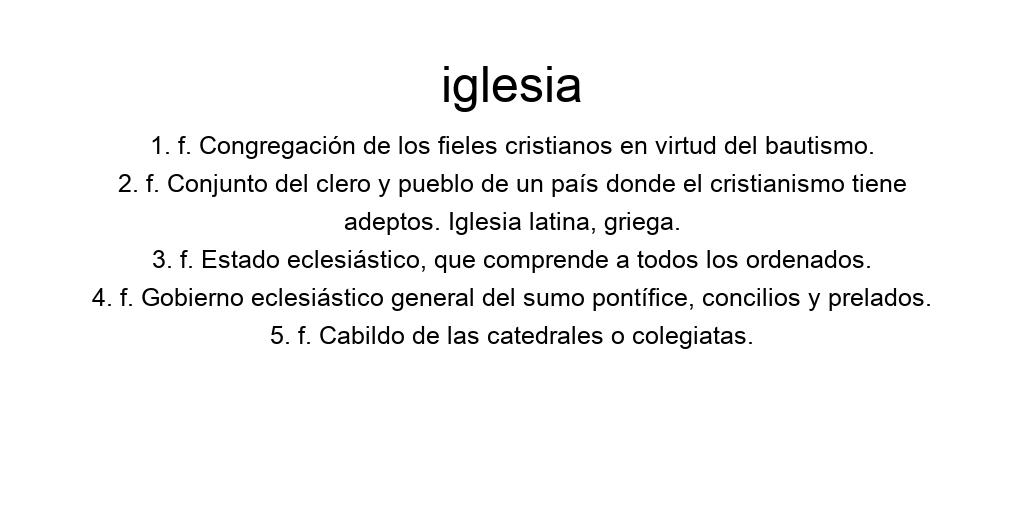 iglesia
1. f. Congregación de los fieles cristianos en virtud del bautismo.
2. f. Conjunto del clero y pueblo de un país donde el cristianismo tiene
adeptos. Iglesia latina, griega.
3. f. Estado eclesiástico, que comprende a todos los ordenados.
4. f. Gobierno eclesiástico general del sumo pontífice, concilios y prelados.
5. f. Cabildo de las catedrales o colegiatas.